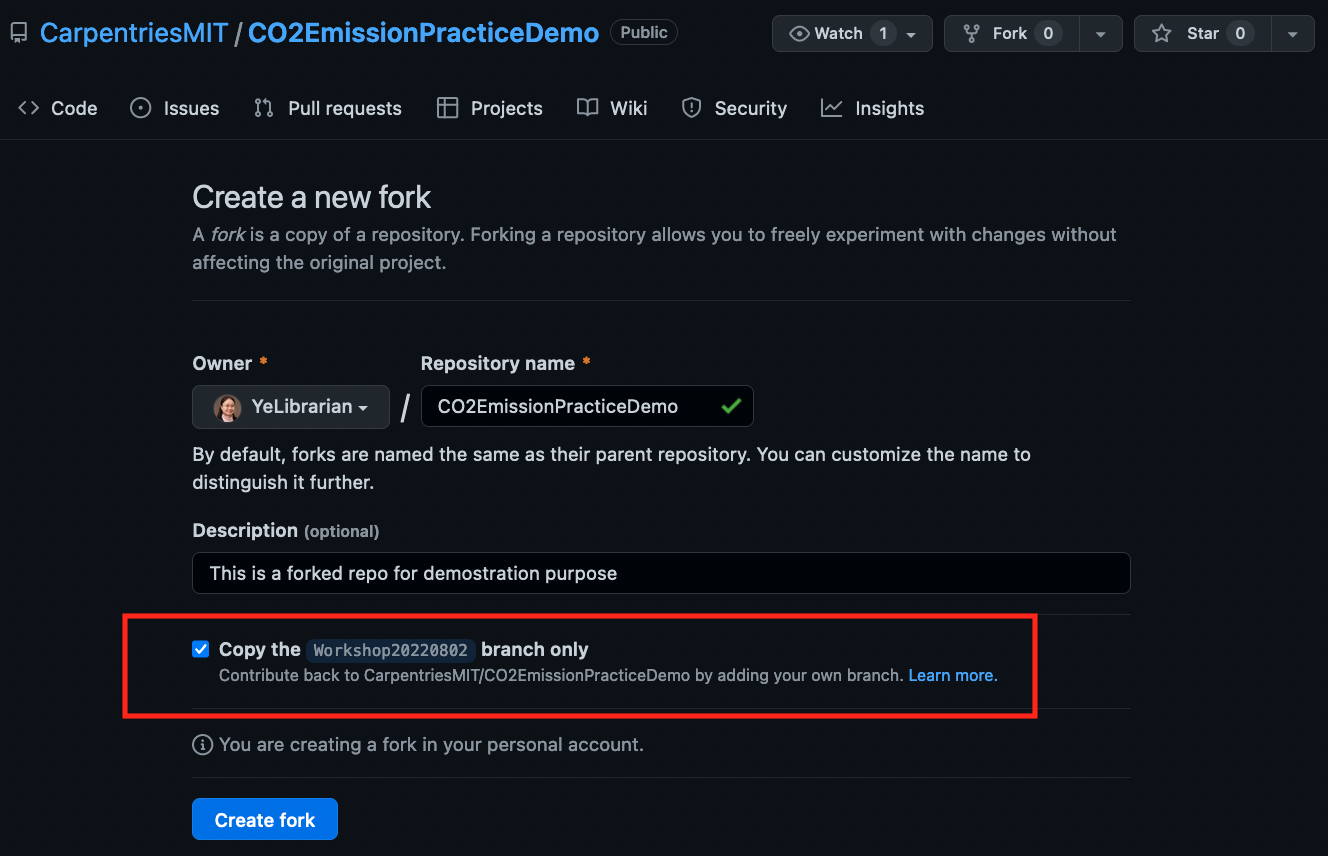 CarpentriesMIT / CO2EmissionPracticeDemo Public Watch 1 Fork 0 Star 0
Code Issues Pull requests Projects Wiki Security Insights
Create a new fork
A fork is a copy of a repository. Forking a repository allows you to freely experiment with changes without
affecting the original project.
Owner * Repository name *
YeLibrarian / CO2EmissionPracticeDemo
By default, forks are named the same as their parent repository. You can customize the name to
distinguish it further.
Description (optional)
This is a forked repo for demostration purpose
Copy the Workshop20220802 branch only
Contribute back to CarpentriesMIT/CO2EmissionPracticeDemo by adding your own branch. Learn more.
You are creating a fork in your personal account.
Create fork